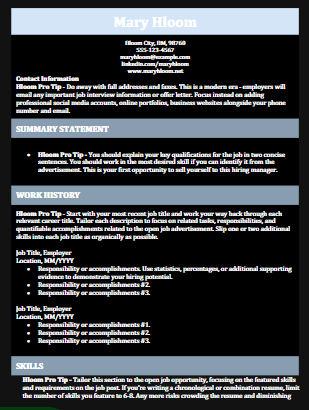 Mary Hloom
Hloom City, HM, 98760
555-123-4567
maryhloom@example.com
linkedin.com/maryhloom
www.maryhloom.net
Contact Information
Hloom Pro Tip - Do away with full addresses and faxes. This is a modern era - employers will
email any important job interview information or offer letter. Focus instead on adding
professional social media accounts, online portfolios, business websites alongside your phone
number and email.
SUMMARY STATEMENT
• Hloom Pro Tip - You should explain your key qualifications for the job in two concise
sentences. You should work in the most desired skill if you can identify it from the
advertisement. This is your first opportunity to sell yourself to this hiring manager.
WORK HISTORY
Hloom Pro Tip - Start with your most recent job title and work your way back through each
relevant career title. Tailor each description to focus on related tasks, responsibilities, and
quantifiable accomplishments related to the open job advertisement. Slip one or two additional
skills into each job title as organically as possible.
Job Title, Employer
Location, MM/YYYY
• Responsibility or accomplishments. Use statistics, percentages, or additional supporting
evidence to demonstrate your hiring potential.
• Responsibility or accomplishments #2.
• Responsibility or accomplishments #3.
Job Title, Employer
Location, MM/YYYY
• Responsibility or accomplishments #1.
• Responsibility or accomplishments #2.
• Responsibility or accomplishments #3.
SKILLS
Hloom Pro Tip - Tailor this section to the open job opportunity, focusing on the featured skills
and requirements on the job post. If you're writing a chronological or combination resume, limit
the number of skills you feature to 6-8. Any more risks crowding the resume and diminishing